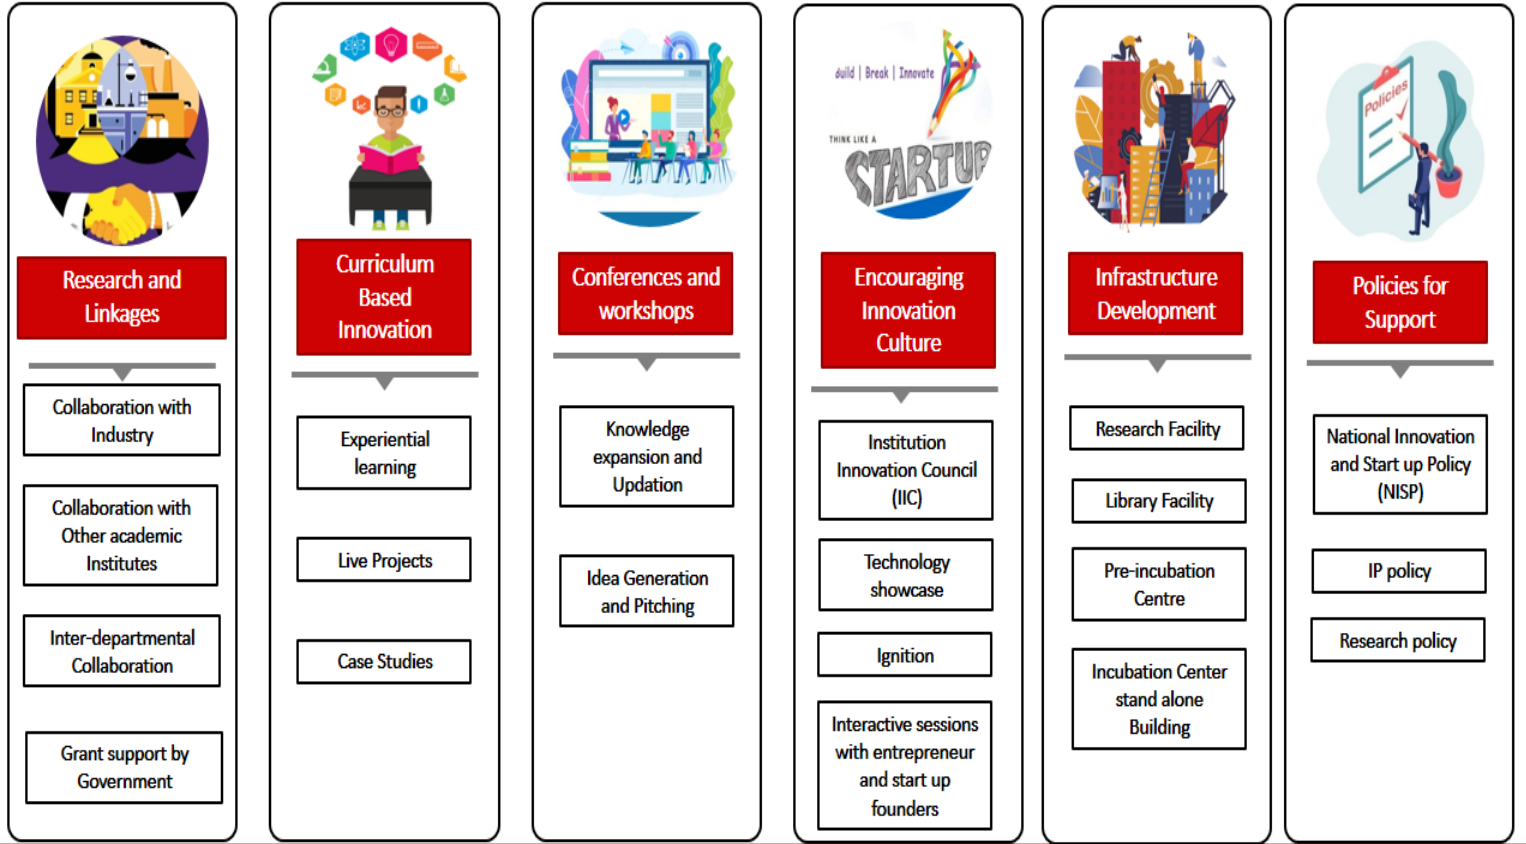 Research and
Linkages
Collaboration with
Industry
Collaboration with
Other academic
Institutes
Inter-departmental
Collaboration
Grant support by
Government
Curriculum
Based
Innovation
Experiential
learning
Live Projects
Case Studies
Conferences and
workshops
Knowledge
expansion and
Updation
Idea Generation
and Pitching
uild | Break | Innovate
THINK LIKE A
STARTUP
Encouraging
Innovation
Culture
Institution
Innovation Council
(IIC)
Technology
showcase
Ignition
Interactive sessions
with entrepreneur
and start up
founders
Infrastructure
Development
Research Facility
Library Facility
Pre-incubation
Centre
Incubation Center
stand alone
Building
Policies
Policies for
Support
National Innovation
and Start up Policy
(NISP)
IP policy
Research policy